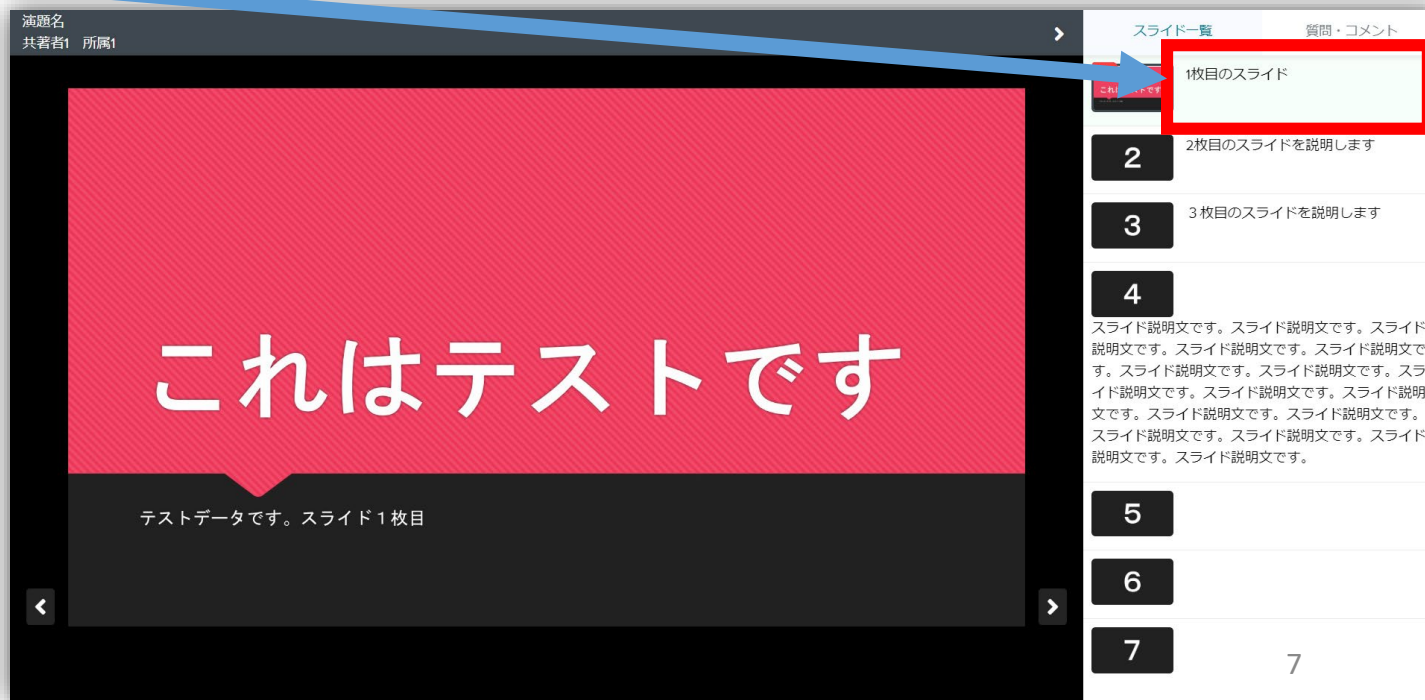 演題名
共著者1 所属1
スライド一覧
質問・コメント
1枚目のスライド
2
2枚目のスライドを説明します
3
３枚目のスライドを説明します
4
スライド説明文です。スライド説明文です。スライド
説明文です。スライド説明文です。スライド説明文で
す。スライド説明文です。スライド説明文です。スラ
イド説明文です。スライド説明文です。スライド説明
文です。スライド説明文です。スライド説明文です。
スライド説明文です。スライド説明文です。スライド
説明文です。スライド説明文です。
5
6
7
7
これはテストです
テストデータです。スライド１枚目